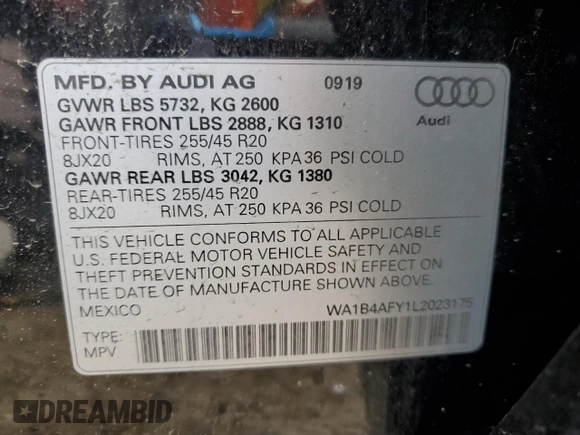 MFD. BY AUDI AG 0919
GVWR LBS 5732, KG 2600
GAWR FRONT LBS 2888, KG 1310
Audi
FRONT-TIRES 255/45 R20
8JX20 RIMS, AT 250 KPA 36 PSI COLD
GAWR REAR LBS 3042, KG 1380
REAR-TIRES 255/45 R20
8JX20 RIMS, AT 250 KPA 36 PSI COLD
THIS VEHICLE CONFORMS TO ALL APPLICABLE
U.S. FEDERAL MOTOR VEHICLE SAFETY AND
THEFT PREVENTION STANDARDS IN EFFECT ON
THE DATE OF MANUFACTURE SHOWN ABOVE.
MEXICO WA1B4AFY1L2023175
TYPE:
MPV
DREAMBID